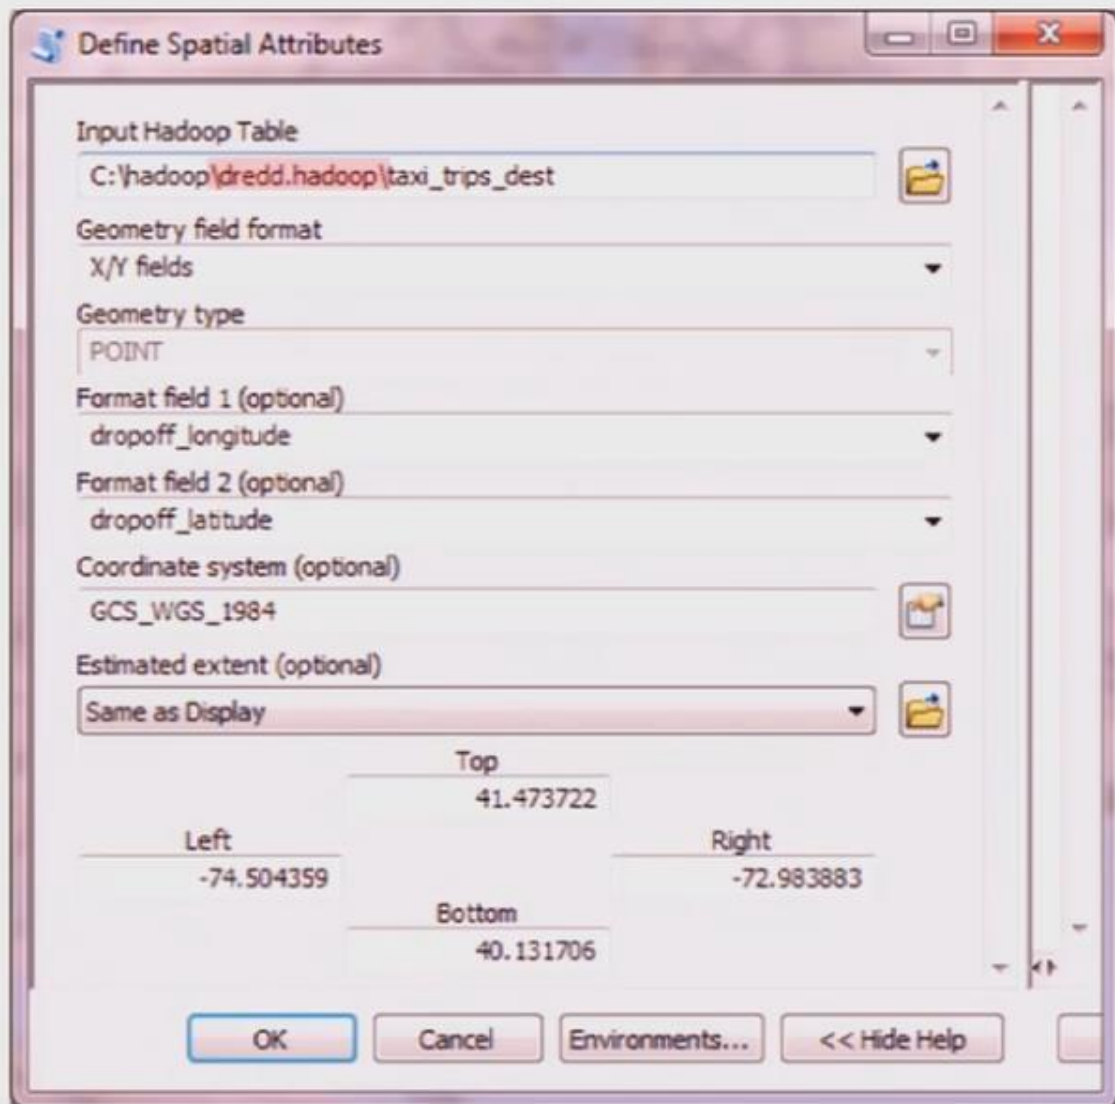 Define Spatial Attributes
Input Hadoop Table
C:\hadoop\dredd.hadoop\taxi_trips_dest
Geometry field format
X/Y fields
Geometry type
POINT
Format field 1 (optional)
dropoff_longitude
Format field 2 (optional)
dropoff_latitude
Coordinate system (optional)
GCS_WGS_1984
Estimated extent (optional)
Same as Display
Top
41.473722
Left Right
-74.504359 -72.983883
Bottom
40.131706
OK Cancel Environments... << Hide Help